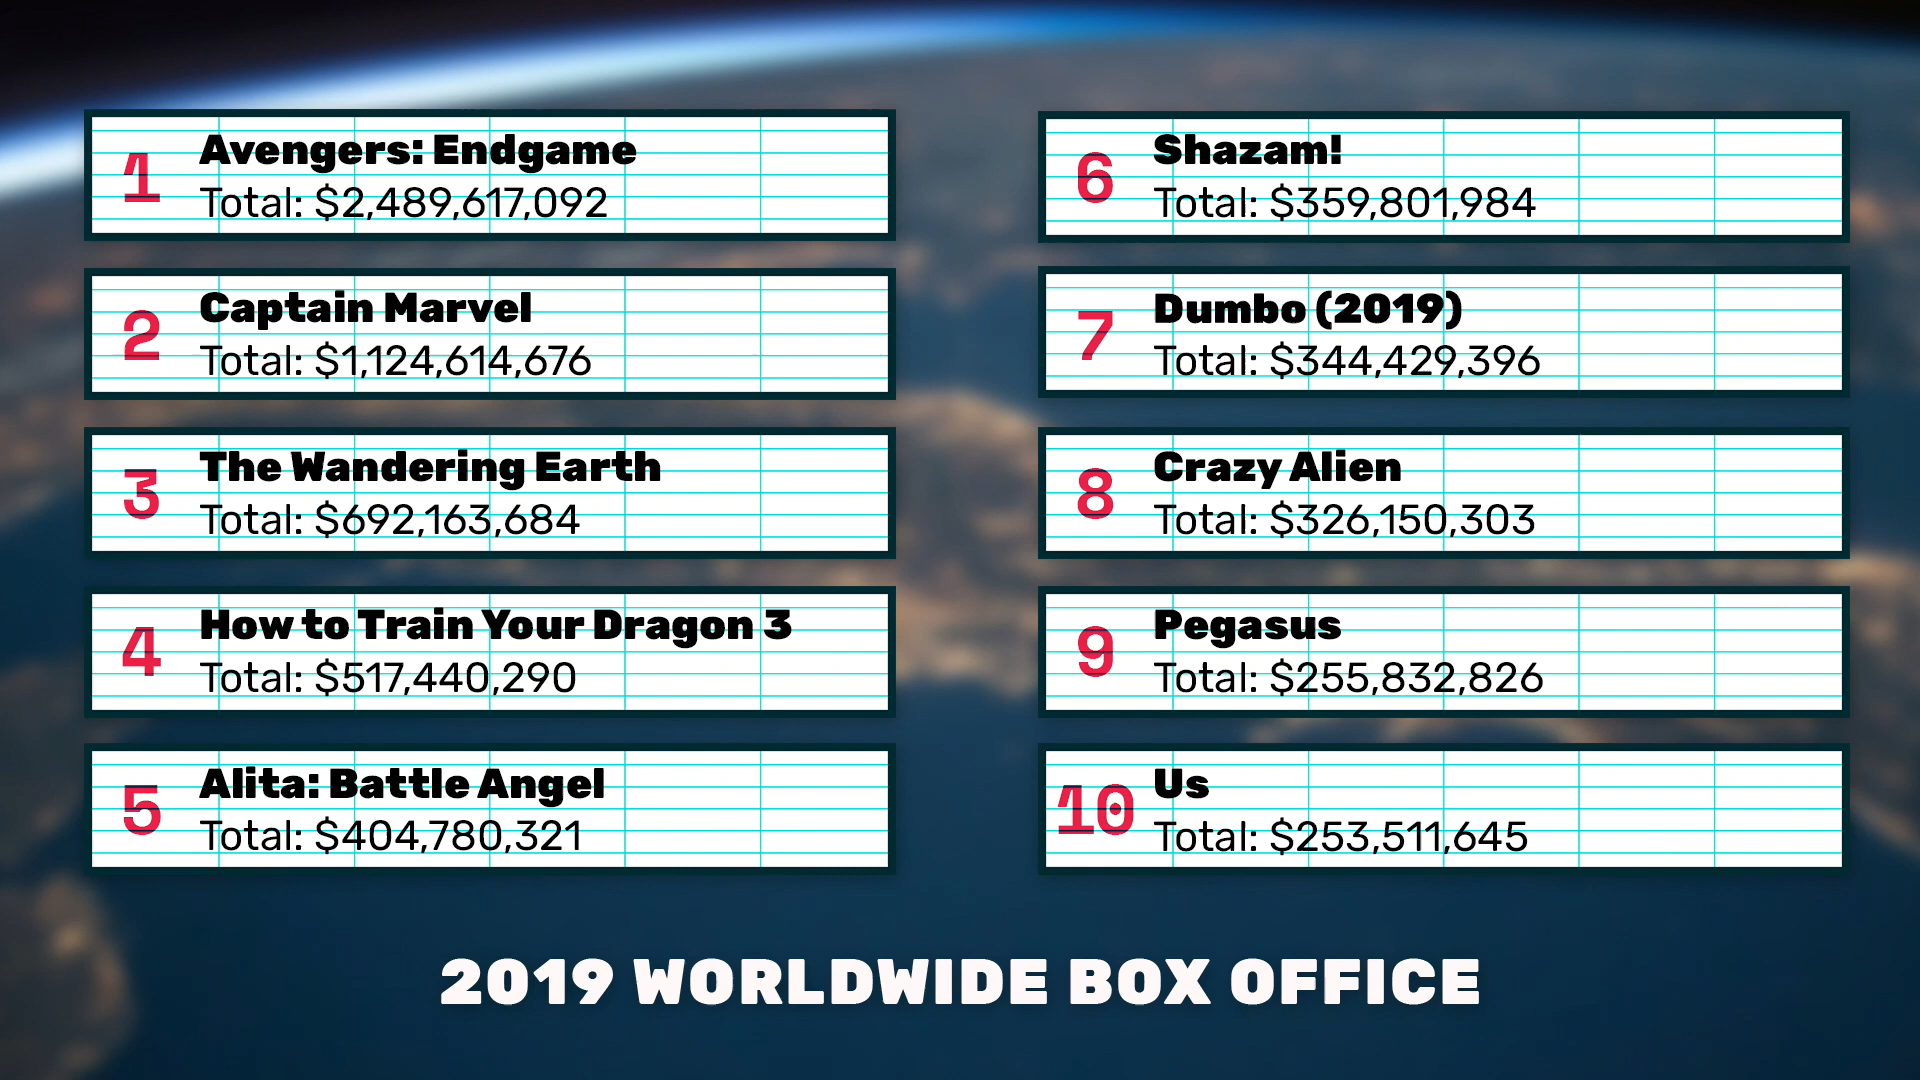 1
Avengers: Endgame
Total: $2,489,617,092
2
Captain Marvel
Total: $1,124,614,676
3
The Wandering Earth
Total: $692,163,684
4
How to Train Your Dragon 3
Total: $517,440,290
5
Alita: Battle Angel
Total: $404,780,321
6
Shazam!
Total: $359,801,984
7
Dumbo (2019)
Total: $344,429,396
8
Crazy Alien
Total: $326,150,303
9
Pegasus
Total: $255,832,826
10
Us
Total: $253,511,645
2019 WORLDWIDE BOX OFFICE